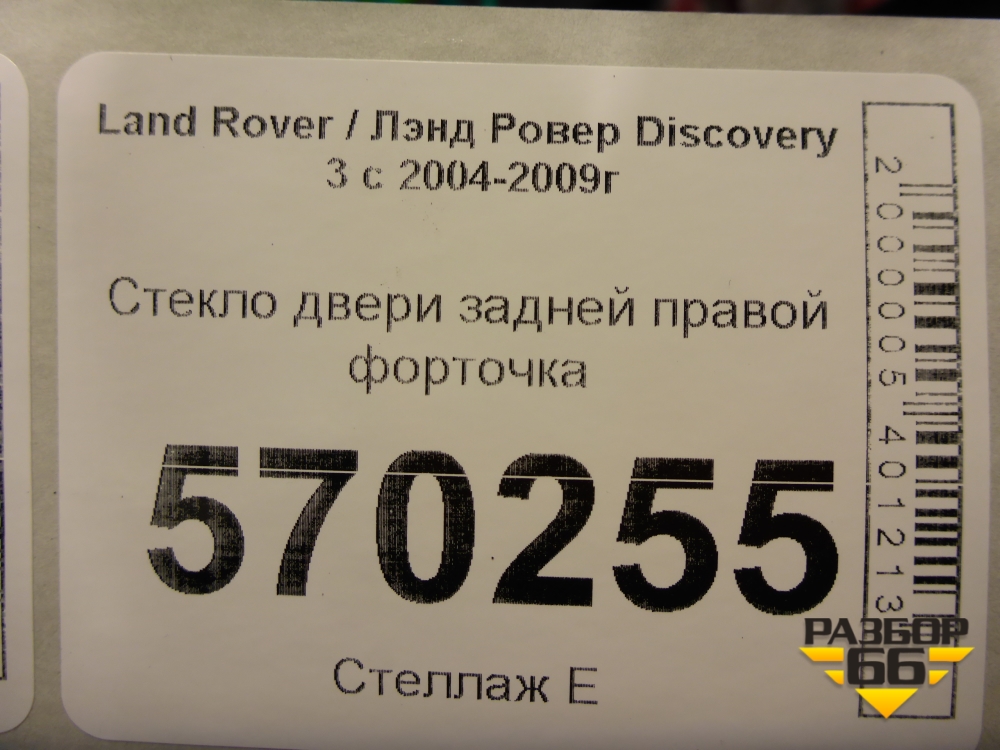 Land Rover / Лэнд Ровер Discovery
3 с 2004-2009г
Стекло двери задней правой
форточка
570255
Стеллаж Е
2000005401213
РАЗБОР
66